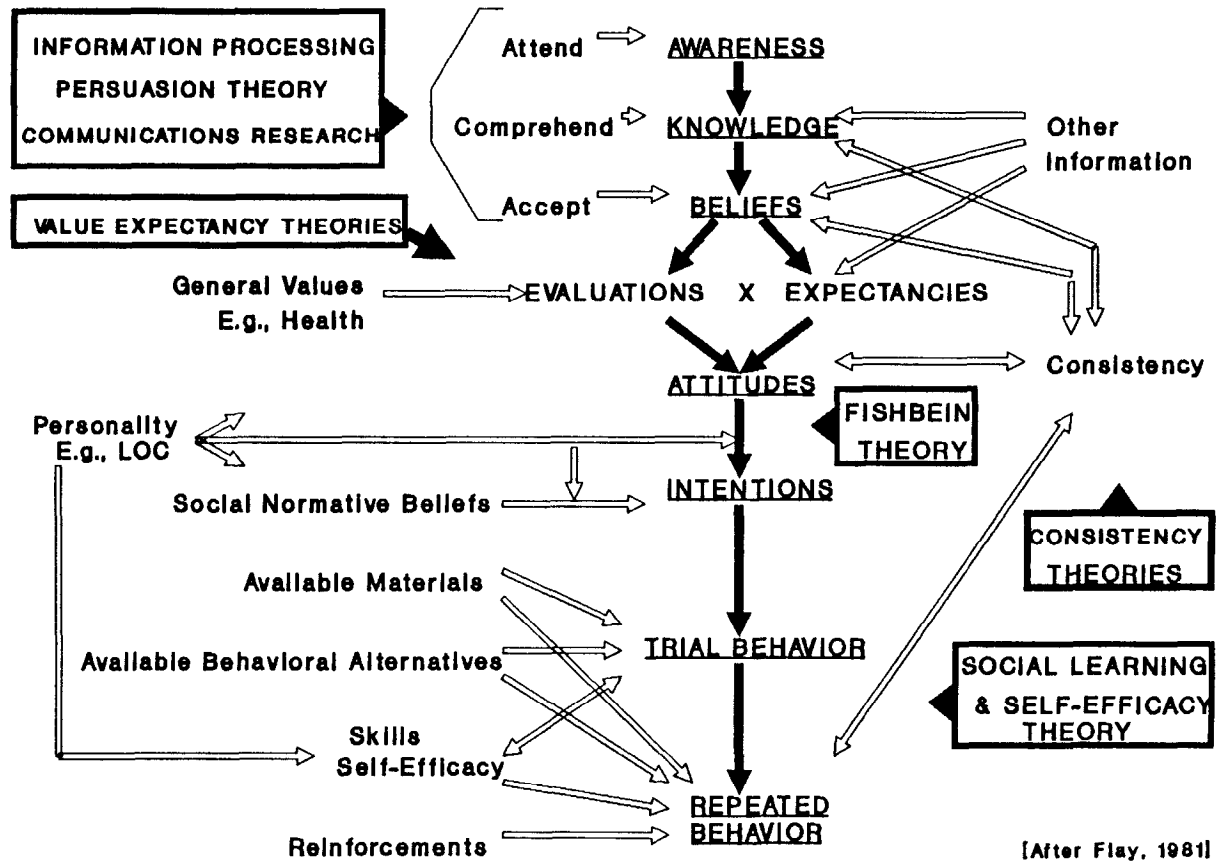 INFORMATION PROCESSING
PERSUASION THEORY
COMMUNICATIONS RESEARCH
Attend
AWARENESS
Comprehend
KNOWLEDGE
Other
Information
Accept
BELIEFS
VALUE EXPECTANCY THEORIES
General Values
E.g., Health
EVALUATIONS X EXPECTANCIES
ATTITUDES
Consistency
FISHBEIN
THEORY
Personality
E.g., LOC
Social Normative Beliefs
INTENTIONS
CONSISTENCY
THEORIES
Available Materials
Available Behavioral Alternatives
TRIAL BEHAVIOR
SOCIAL LEARNING
& SELF-EFFICACY
THEORY
Skills
Self-Efficacy
REPEATED
BEHAVIOR
Reinforcements
[After Flay, 1981]